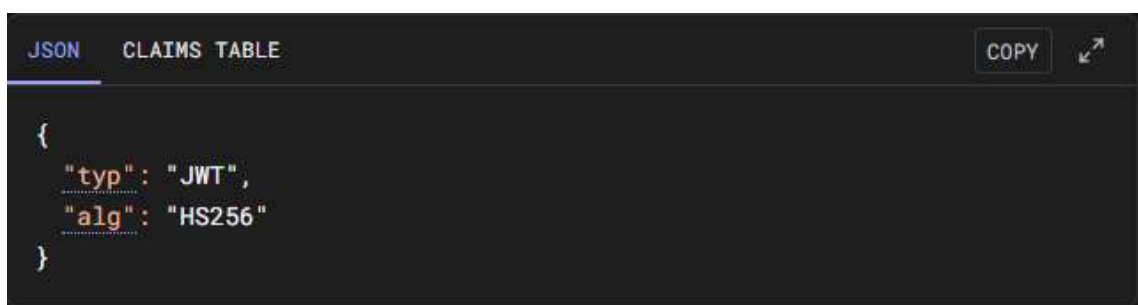 JSON CLAIMS TABLE COPY
{
"typ": "JWT",
"alg": "HS256"
}